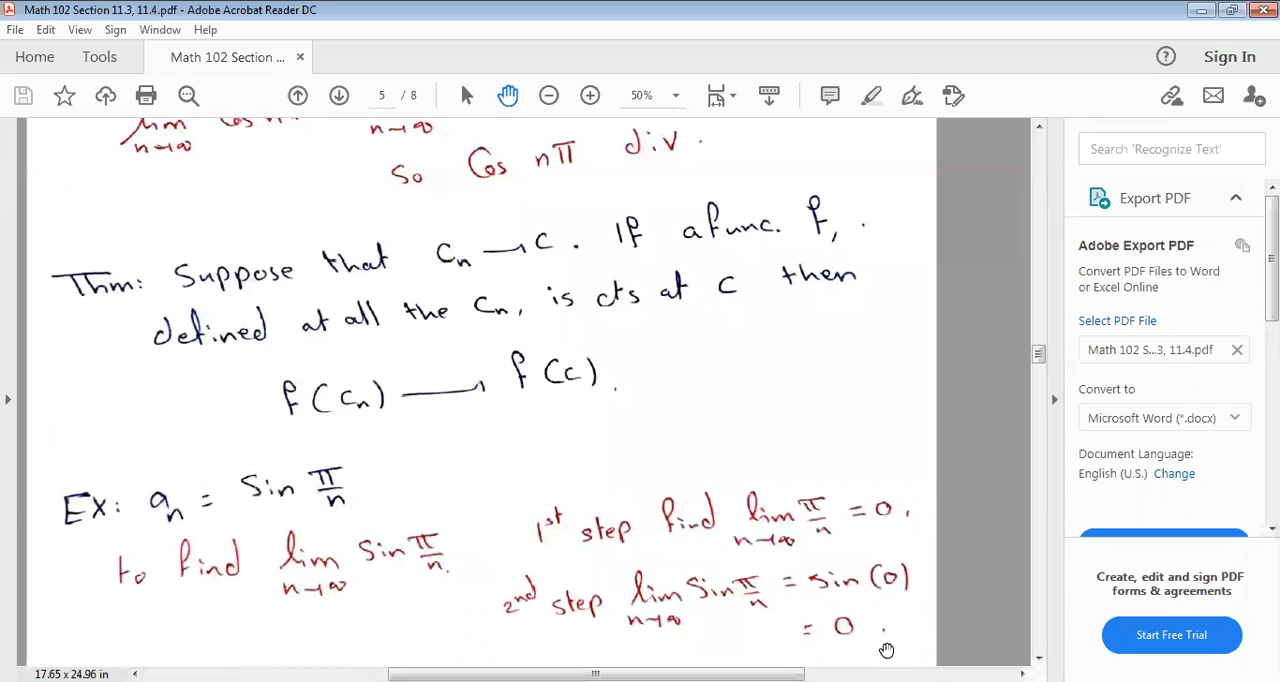 Math 102 Section 11.3, 11.4.pdf - Adobe Acrobat Reader DC
File Edit View Sign Window Help
Home Tools Math 102 Section ... × Sign In
5 / 8 50%
lim n→∞ Cos n n→∞
So Cos nπ div.
Thm: Suppose that cₙ → c. If a func. f,
defined at all the cₙ, is cts at c then
f(cₙ) → f(c).
Ex: aₙ = Sin π/n
to find lim n→∞ Sin π/n.
1st step find lim n→∞ π/n = 0.
2nd step lim n→∞ Sin π/n = sin(0)
= 0.
Search 'Recognize Text'
Export PDF
Adobe Export PDF
Convert PDF Files to Word
or Excel Online
Select PDF File
Math 102 S...3, 11.4.pdf ×
Convert to
Microsoft Word (*.docx)
Document Language:
English (U.S.) Change
Create, edit and sign PDF
forms & agreements
Start Free Trial
17.65 x 24.96 in